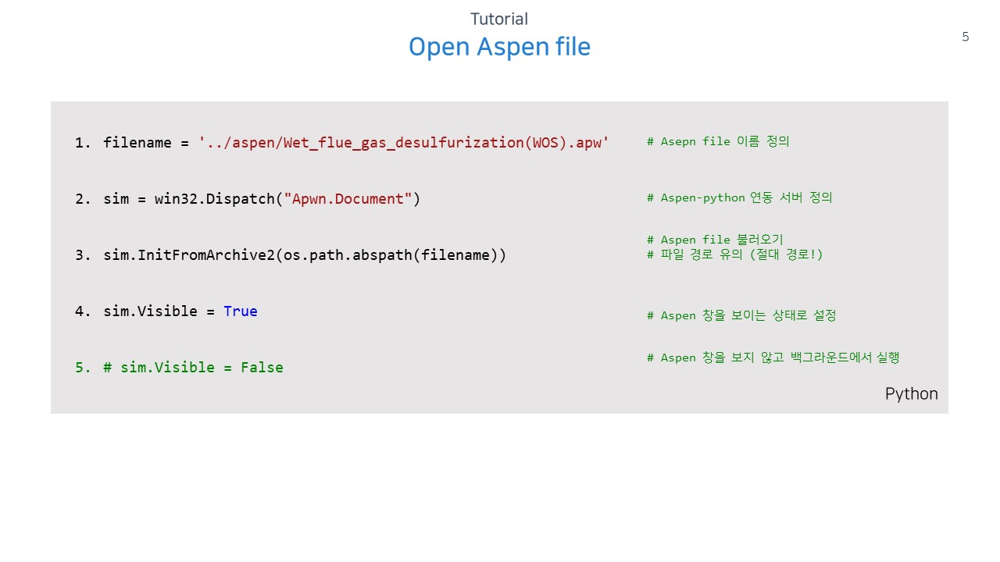 Tutorial
Open Aspen file
5
1. filename = '../aspen/Wet_flue_gas_desulfurization(WOS).apw' # Asepn file 이름 정의
2. sim = win32.Dispatch("Apwn.Document") # Aspen-python 연동 서버 정의
# Aspen file 불러오기
3. sim.InitFromArchive2(os.path.abspath(filename)) # 파일 경로 유의 (절대 경로!)
4. sim.Visible = True # Aspen 창을 보이는 상태로 설정
5. # sim.Visible = False # Aspen 창을 보지 않고 백그라운드에서 실행
Python